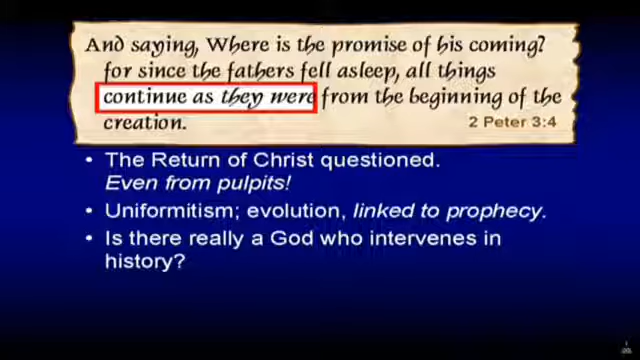 And saying, Where is the promise of his coming?
for since the fathers fell asleep, all things
continue as they were from the beginning of the
creation.
2 Peter 3:4
• The Return of Christ questioned.
Even from pulpits!
• Uniformitism; evolution, linked to prophecy.
• Is there really a God who intervenes in
history?